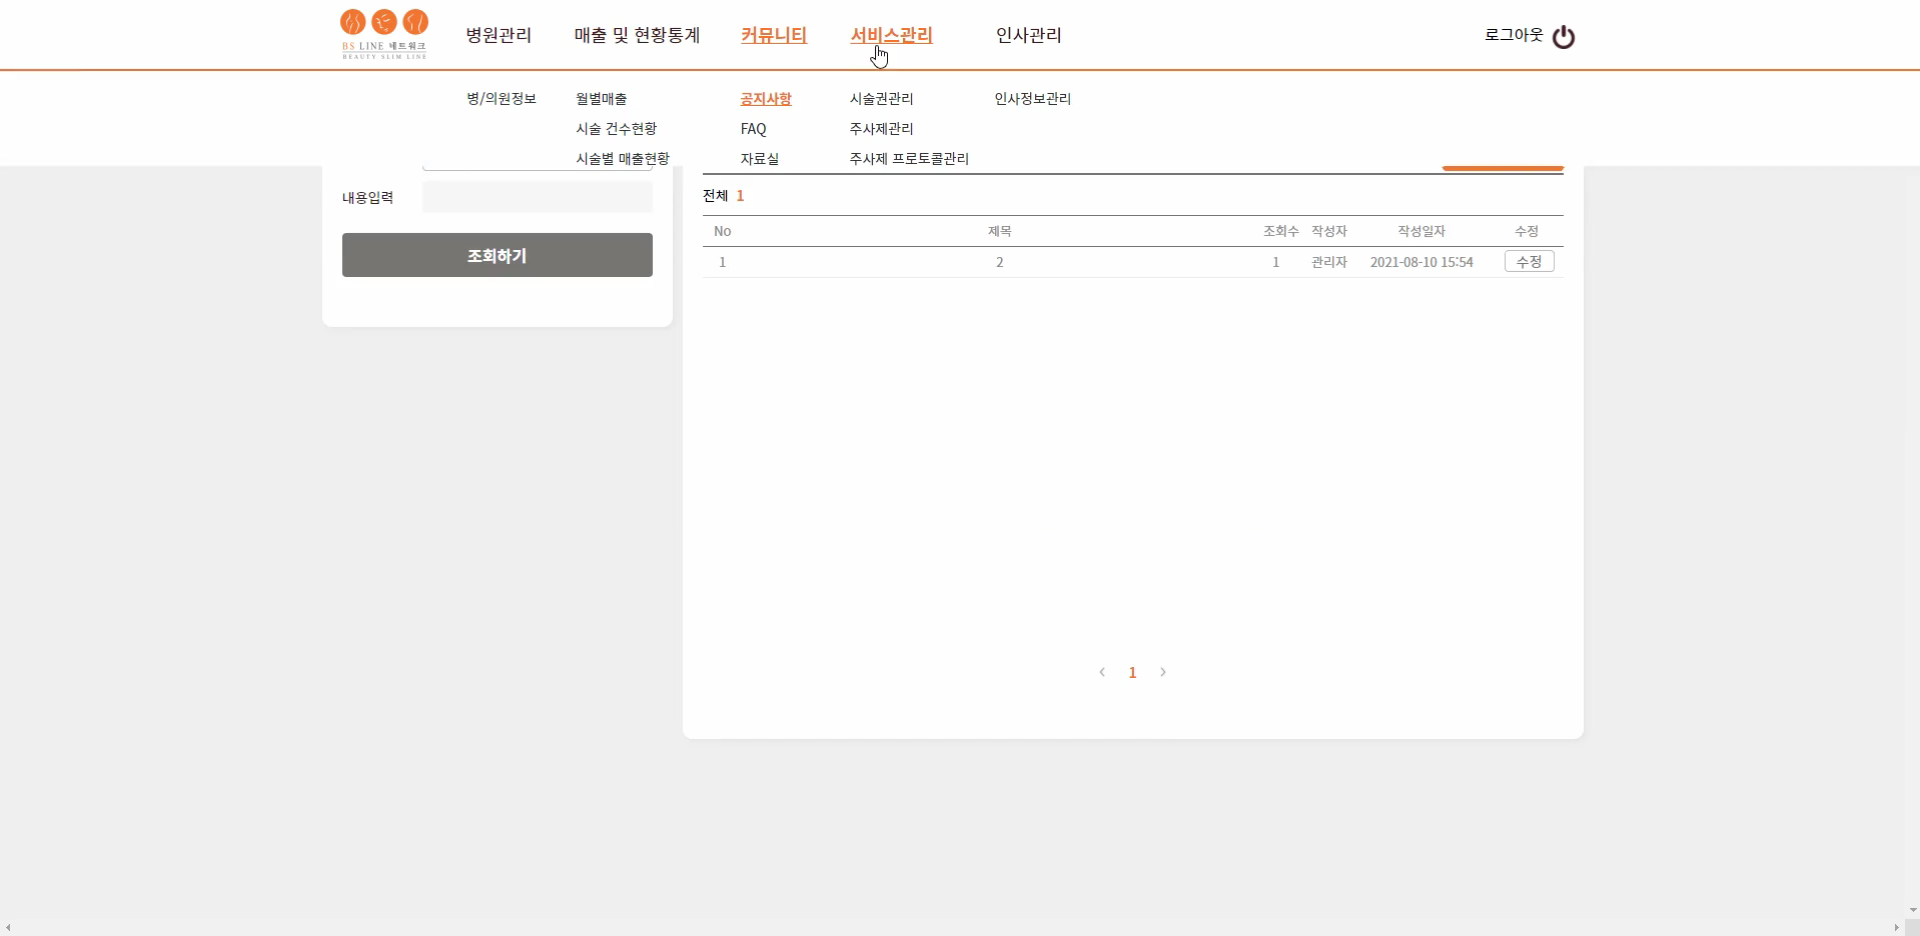 BS LINE 네트워크
BEAUTY SLIM LINE
병원관리 매출 및 현황통계 커뮤니티 서비스관리 인사관리 로그아웃
병/의원정보 월별매출 공지사항 시술권관리 인사정보관리
시술 건수현황 FAQ 주사제관리
시술별 매출현황 자료실 주사제 프로토콜관리
내용입력
조회하기
전체 1
No 제목 조회수 작성자 작성일자 수정
1 2 1 관리자 2021-08-10 15:54 수정
‹ 1 ›